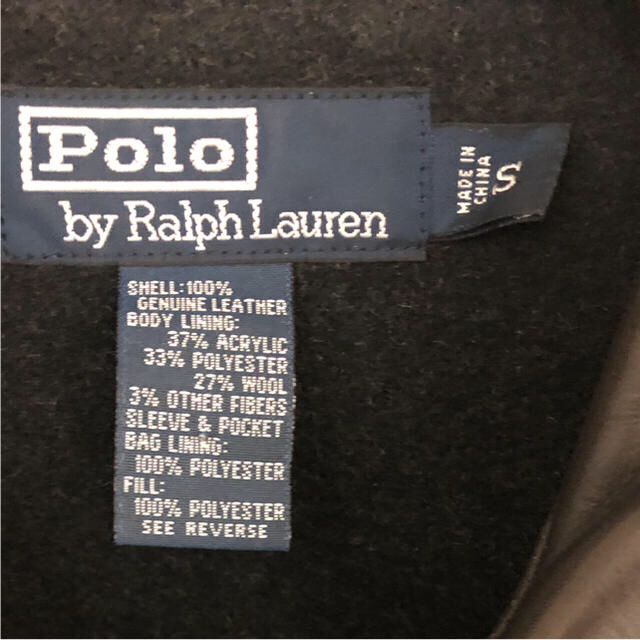 Polo
by Ralph Lauren
MADE IN
CHINA
S
SHELL:100%
GENUINE LEATHER
BODY LINING:
37% ACRYLIC
33% POLYESTER
27% WOOL
3% OTHER FIBERS
SLEEVE & POCKET
BAG LINING:
100% POLYESTER
FILL:
100% POLYESTER
SEE REVERSE